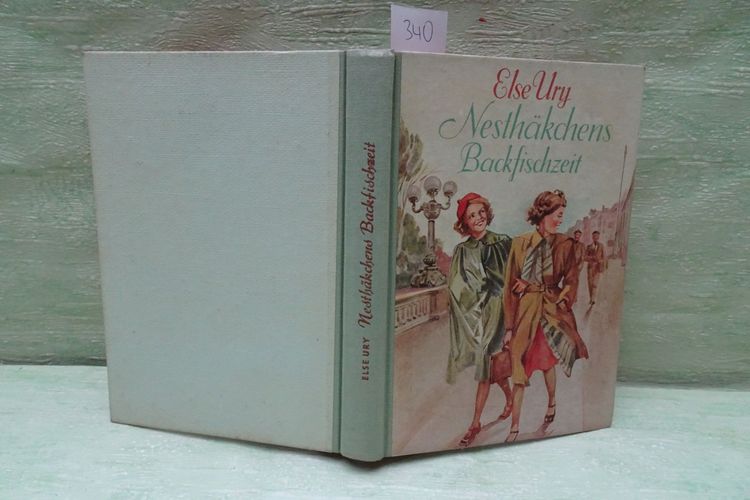 340
Else Ury
Nesthäkchens
Backfischzeit
ELSE URY Nesthäkchens Backfischzeit